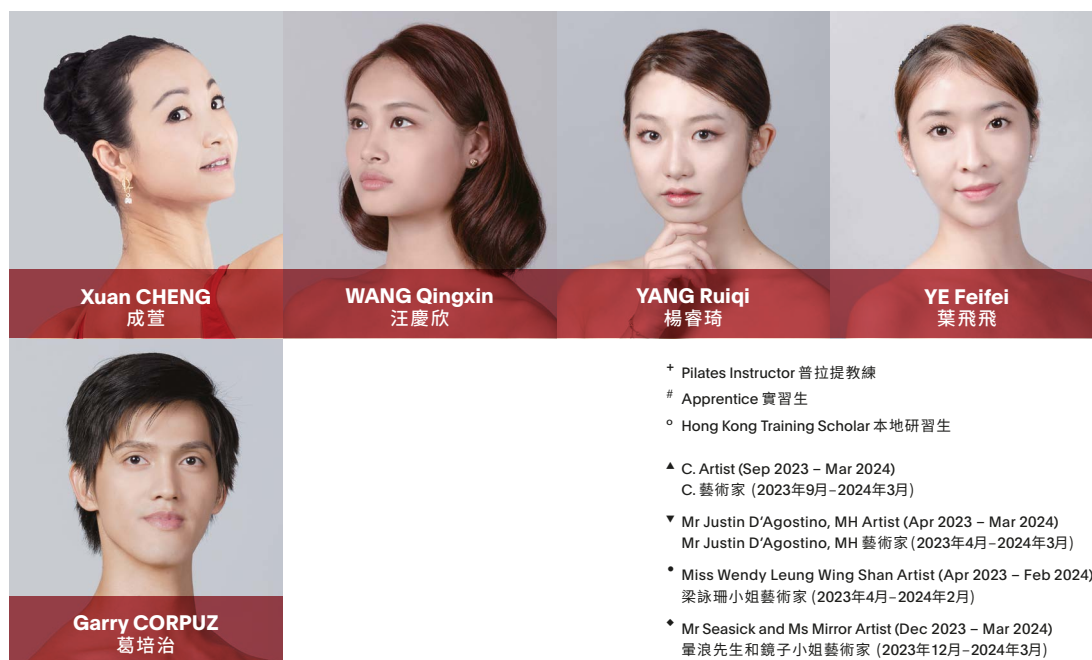 Xuan CHENG
成萱
WANG Qingxin
汪慶欣
YANG Ruiqi
楊睿琦
YE Feifei
葉飛飛
Garry CORPUZ
葛培治
+ Pilates Instructor 普拉提教練
# Apprentice 實習生
o Hong Kong Training Scholar 本地研習生
▲ C. Artist (Sep 2023 – Mar 2024)
C. 藝術家 (2023年9月–2024年3月)
▼ Mr Justin D’Agostino, MH Artist (Apr 2023 – Mar 2024)
Mr Justin D’Agostino, MH 藝術家 (2023年4月–2024年3月)
● Miss Wendy Leung Wing Shan Artist (Apr 2023 – Feb 2024)
梁詠珊小姐藝術家 (2023年4月–2024年2月)
◆ Mr Seasick and Ms Mirror Artist (Dec 2023 – Mar 2024)
暈浪先生和鏡子小姐藝術家 (2023年12月–2024年3月)